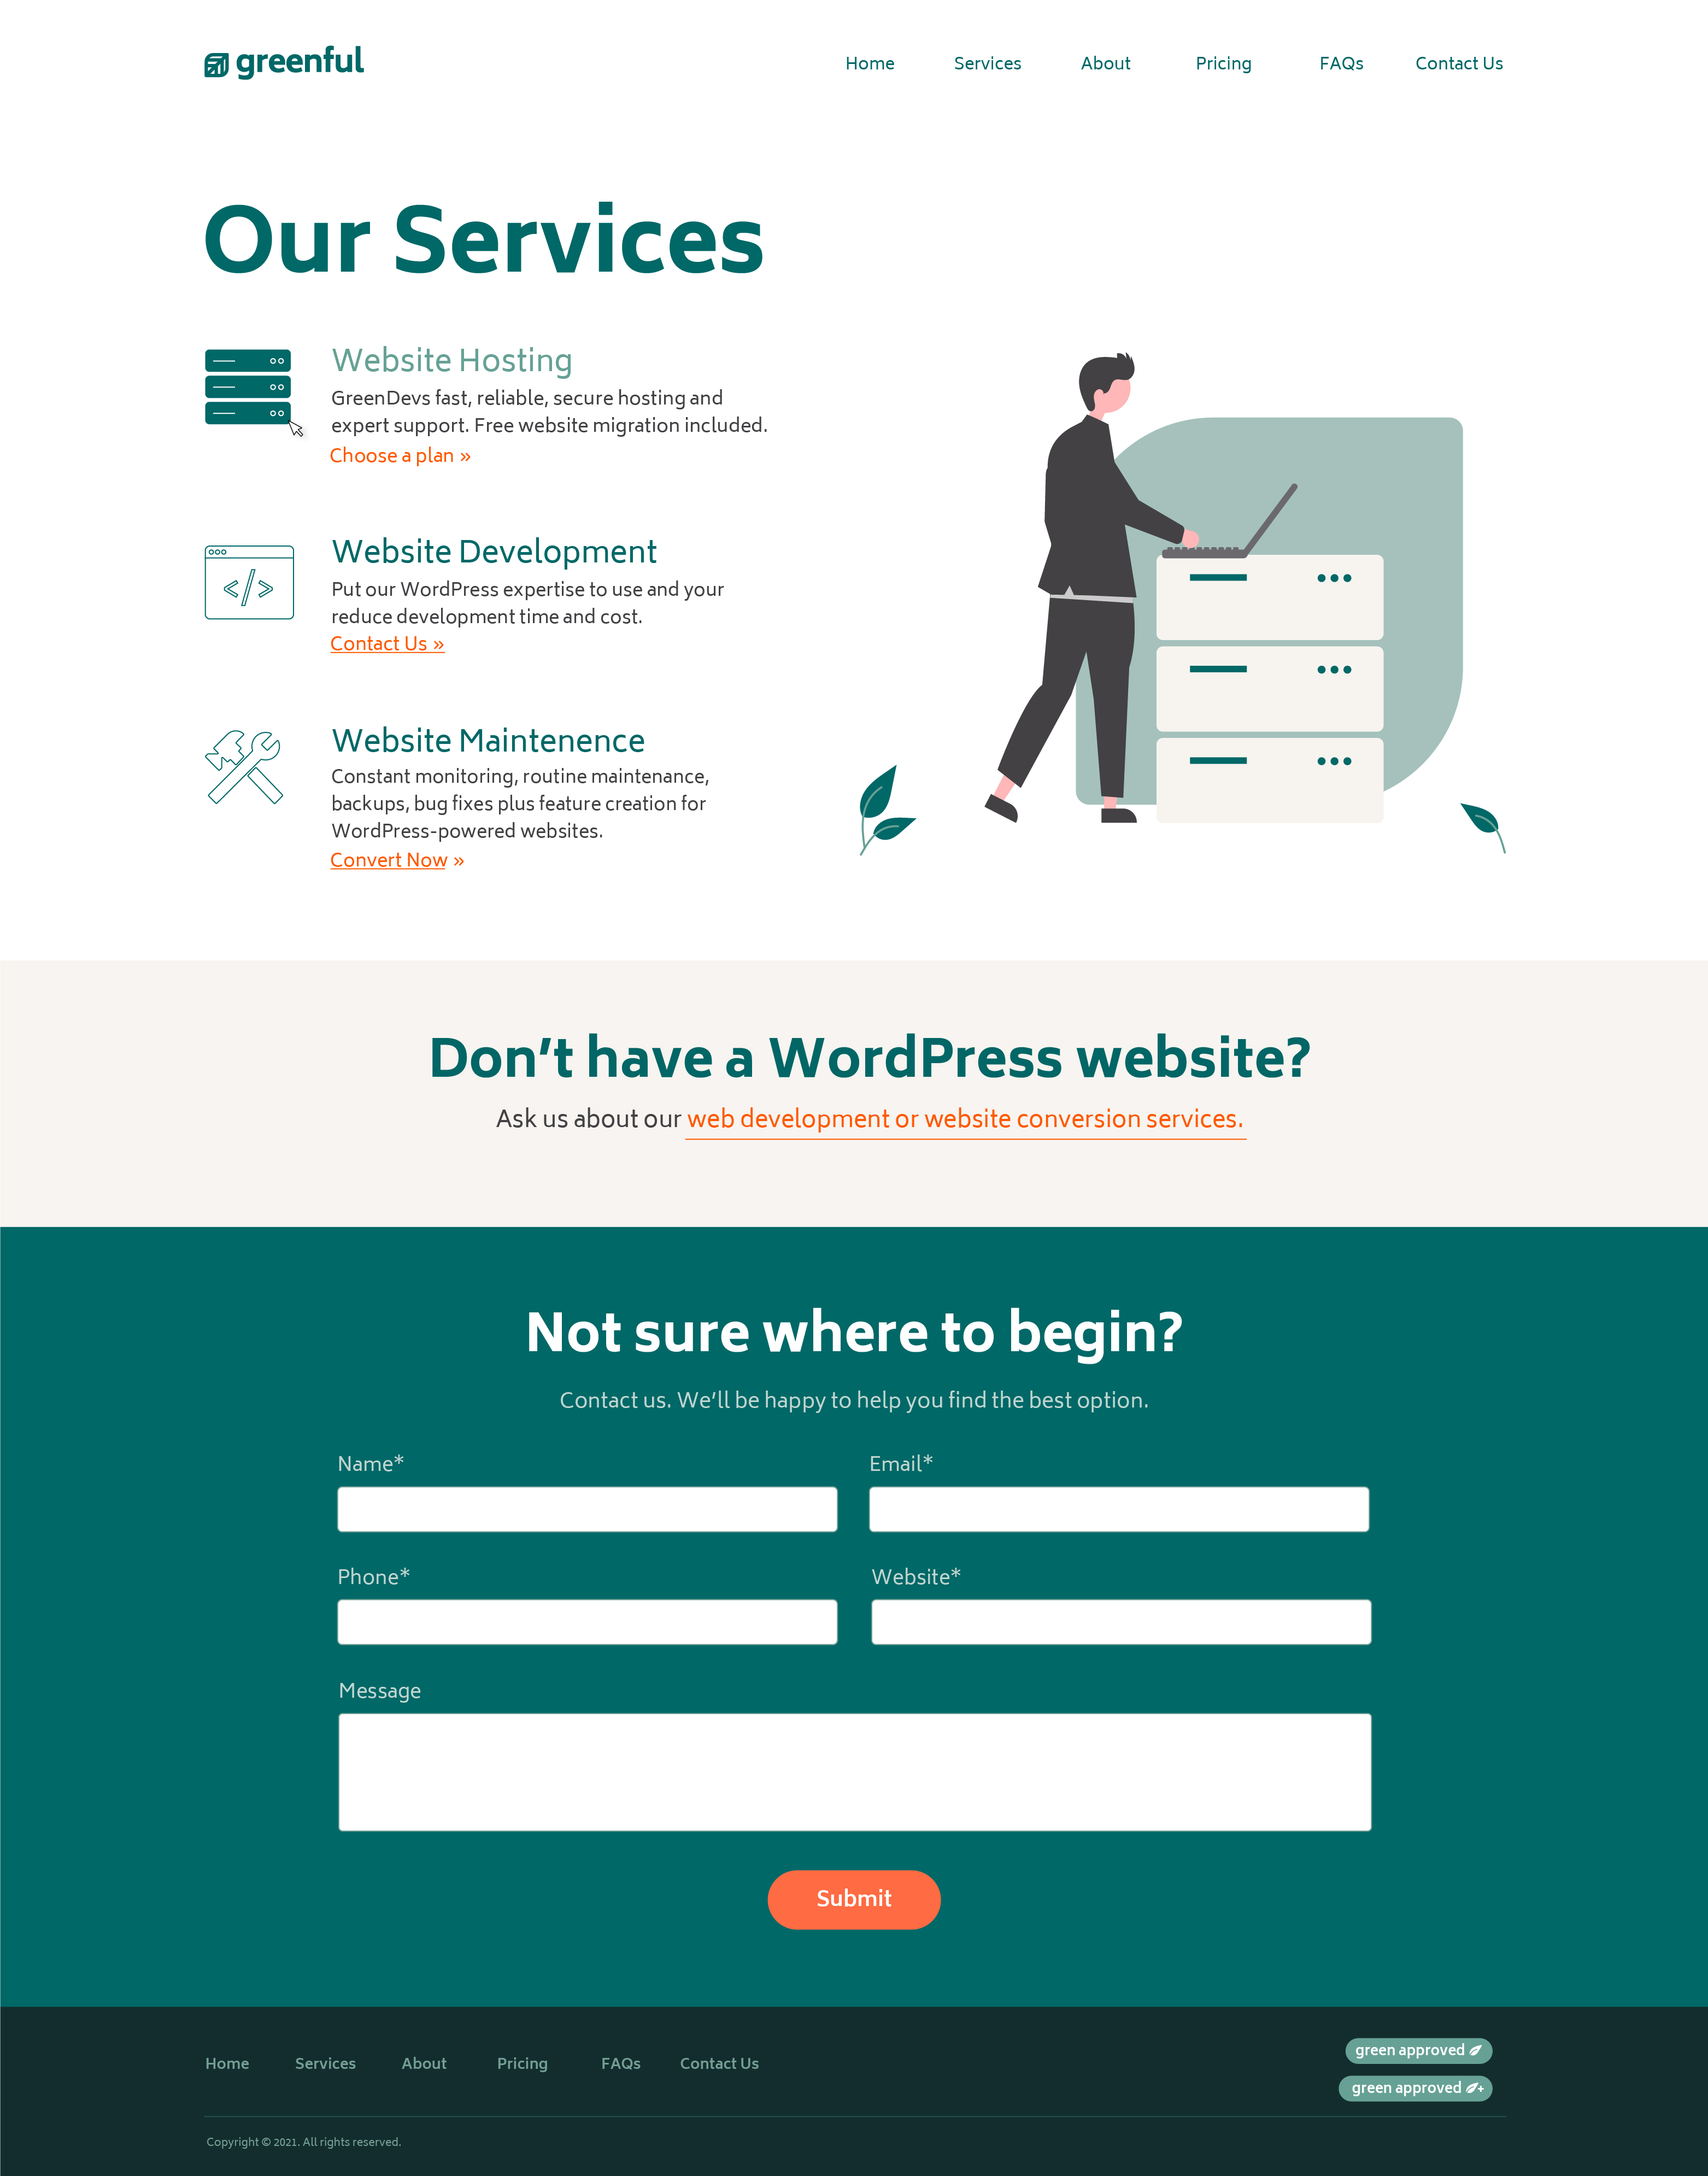 greenful
Home Services About Pricing FAQs Contact Us
Our Services
Website Hosting
GreenDevs fast, reliable, secure hosting and
expert support. Free website migration included.
Choose a plan »
Website Development
Put our WordPress expertise to use and your
reduce development time and cost.
Contact Us »
Website Maintenence
Constant monitoring, routine maintenance,
backups, bug fixes plus feature creation for
WordPress-powered websites.
Convert Now »
Don’t have a WordPress website?
Ask us about our web development or website conversion services.
Not sure where to begin?
Contact us. We’ll be happy to help you find the best option.
Name* Email*
Phone* Website*
Message
Submit
Home Services About Pricing FAQs Contact Us
green approved
green approved +
Copyright © 2021. All rights reserved.